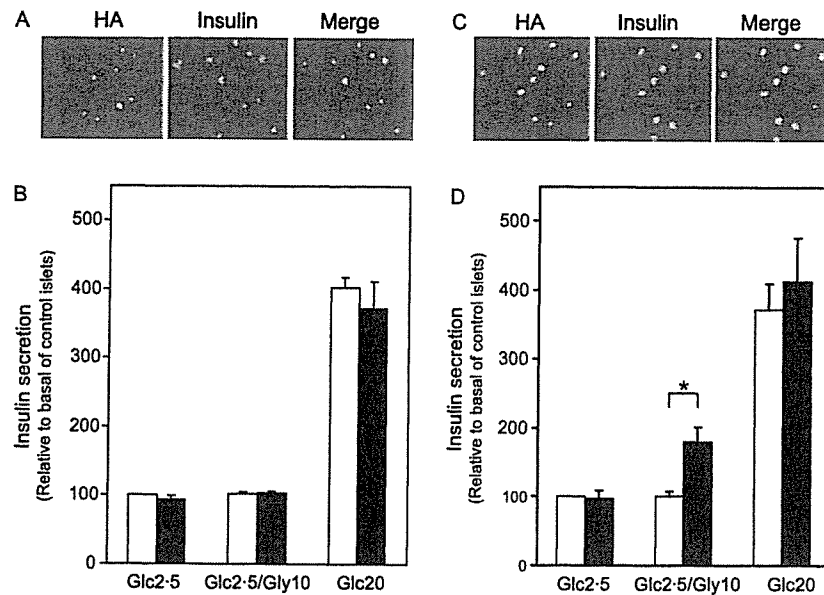 A HA Insulin Merge
C HA Insulin Merge
B
Insulin secretion
(Relative to basal of control islets)
500
400
300
200
100
0
Glc2·5 Glc2·5/Gly10 Glc20
D
Insulin secretion
(Relative to basal of control islets)
500
400
300
200
100
0
*
Glc2·5 Glc2·5/Gly10 Glc20